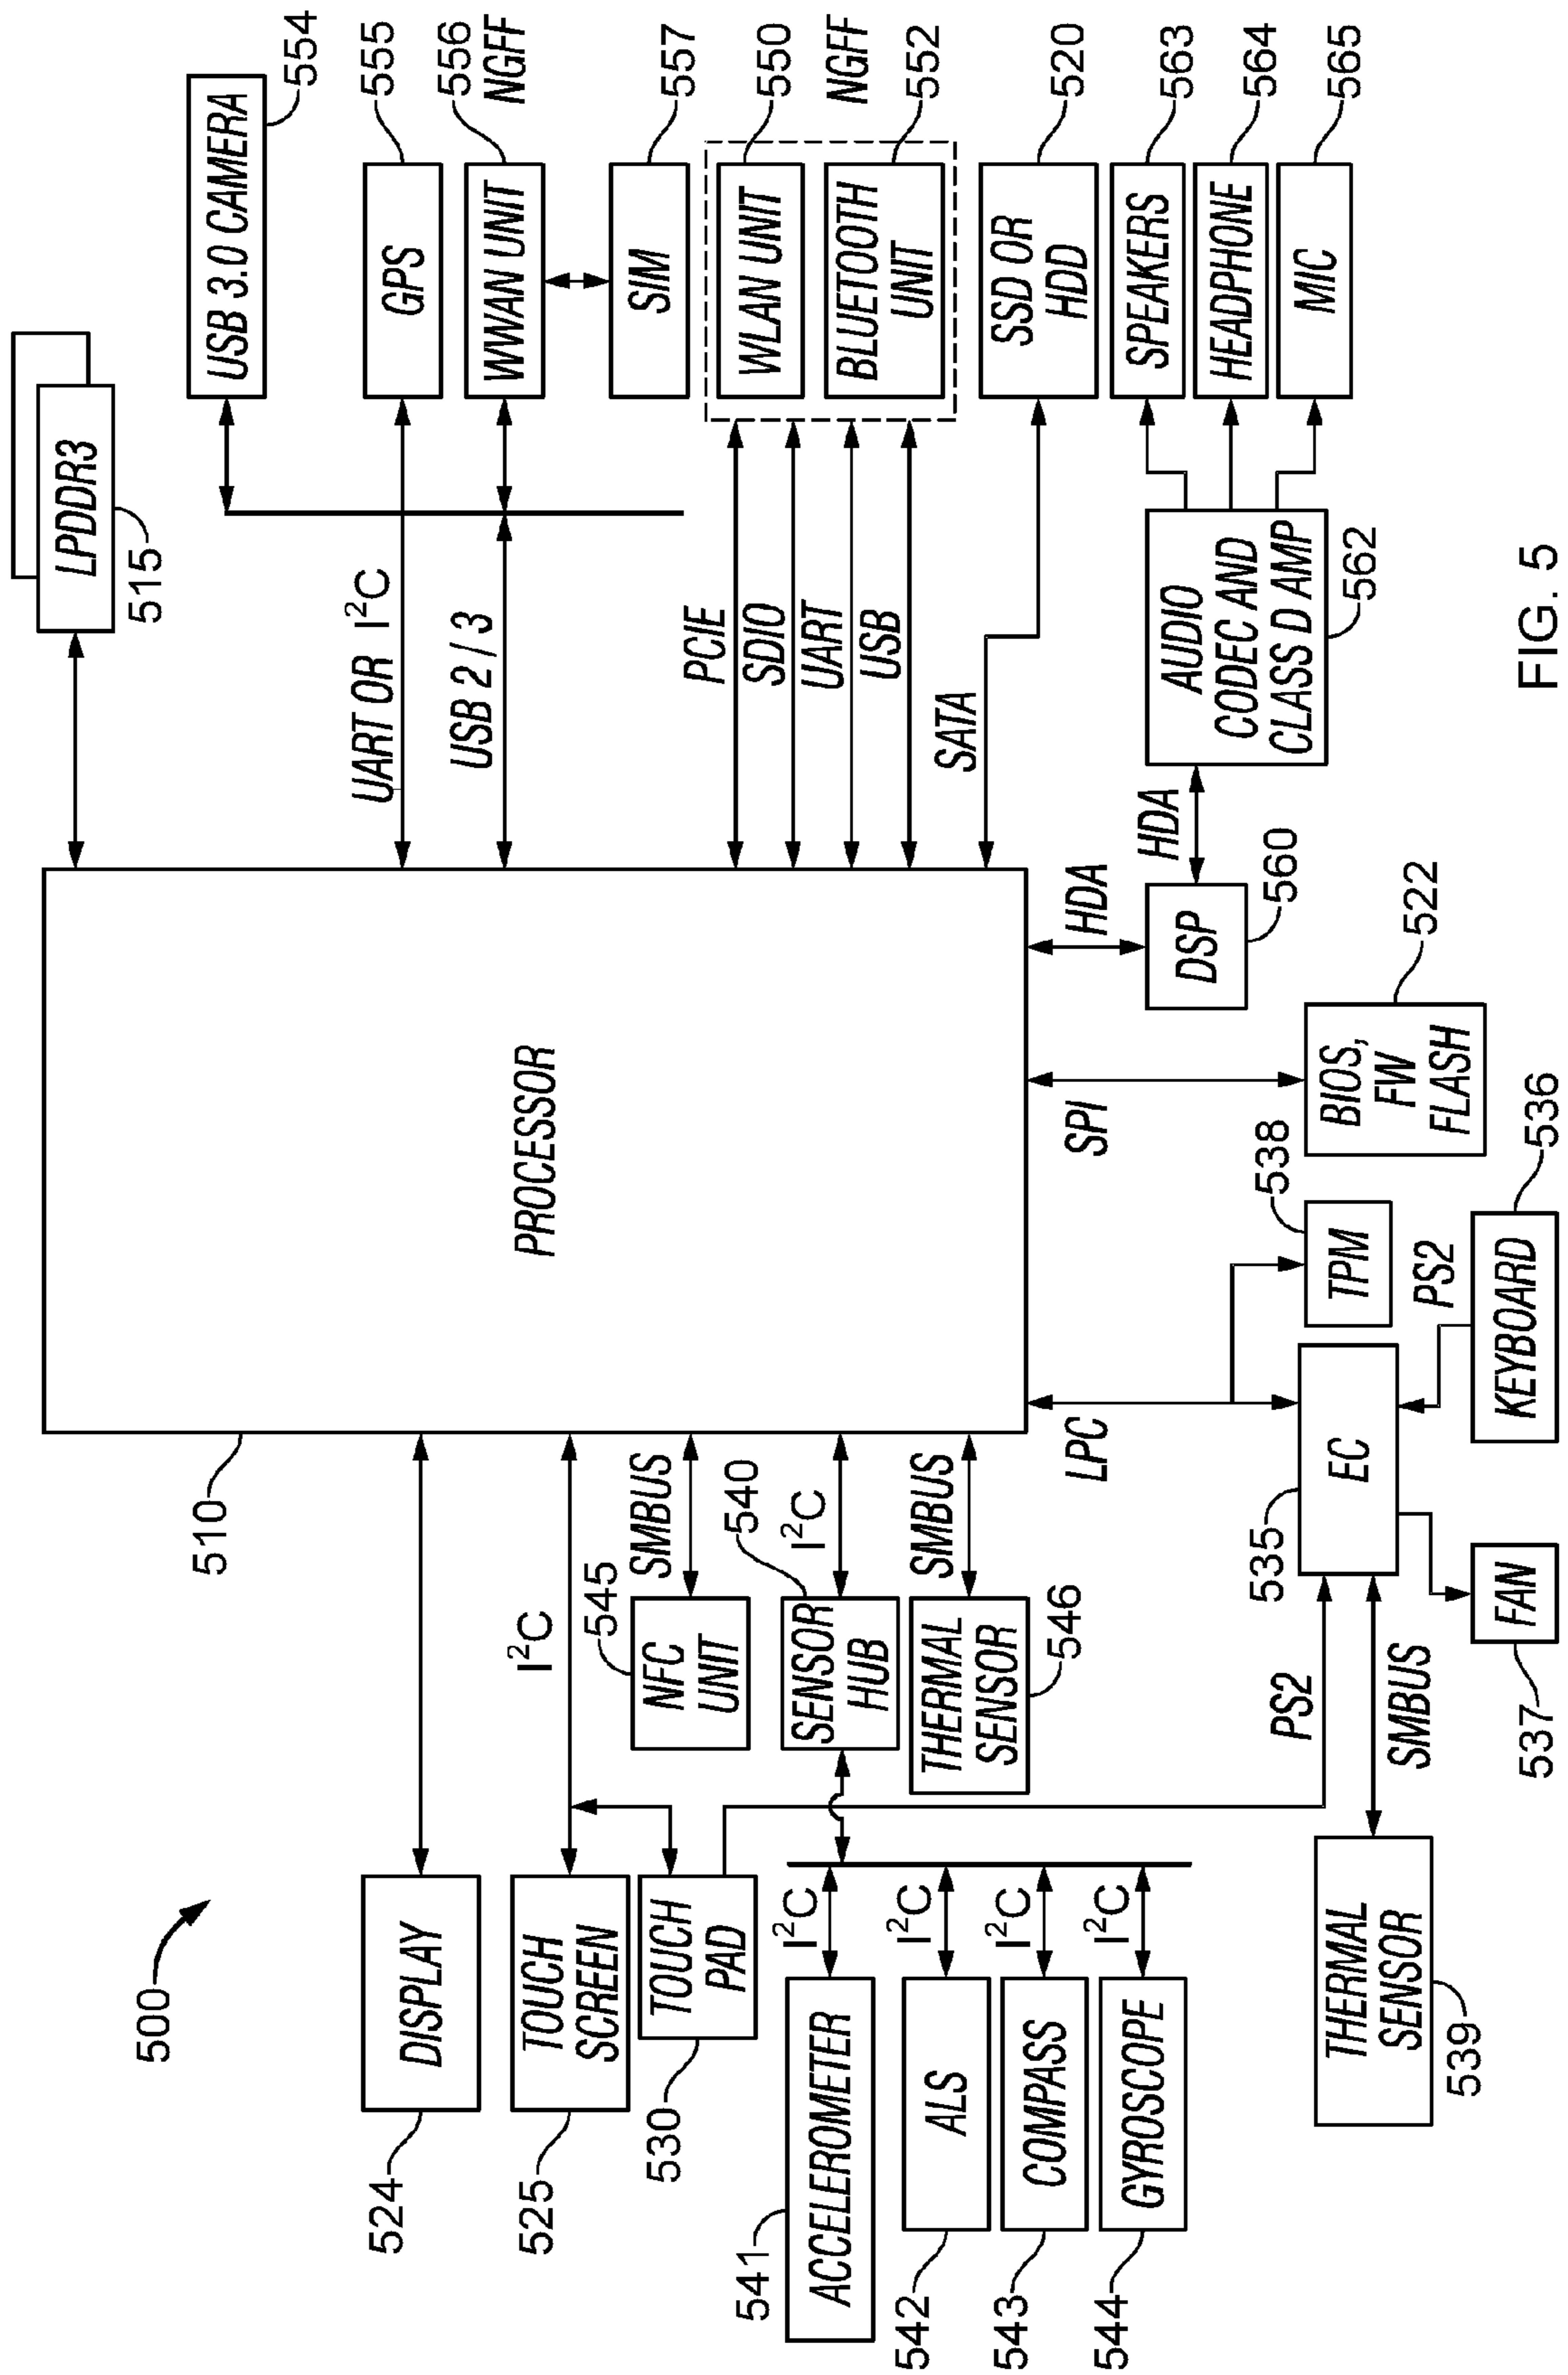 500
524
DISPLAY
525
TOUCH
SCREEN
530
TOUCH
PAD
541
ACCELEROMETER
I²C
542
ALS
I²C
543
COMPASS
I²C
544
GYROSCOPE
I²C
539
THERMAL
SENSOR
510
I²C
545
NFC
UNIT
SMBUS
540
SENSOR
HUB
I²C
546
THERMAL
SENSOR
SMBUS
PS2
SMBUS
537
FAN
535
EC
LPC
538
TPM
PS2
KEYBOARD
536
PROCESSOR
SPI
BIOS,
FW
FLASH
522
HDA
DSP
560
HDA
AUDIO
CODEC AND
CLASS D AMP
562
515
LPDDR3
UART OR I²C
USB 2 / 3
PCIE
SDIO
UART
USB
SATA
USB 3.0 CAMERA
554
GPS
555
WWAN UNIT
556
NGFF
SIM
557
WLAN UNIT
550
BLUETOOTH
UNIT
NGFF
552
SSD OR
HDD
520
SPEAKERS
563
HEADPHONE
564
MIC
565
FIG. 5